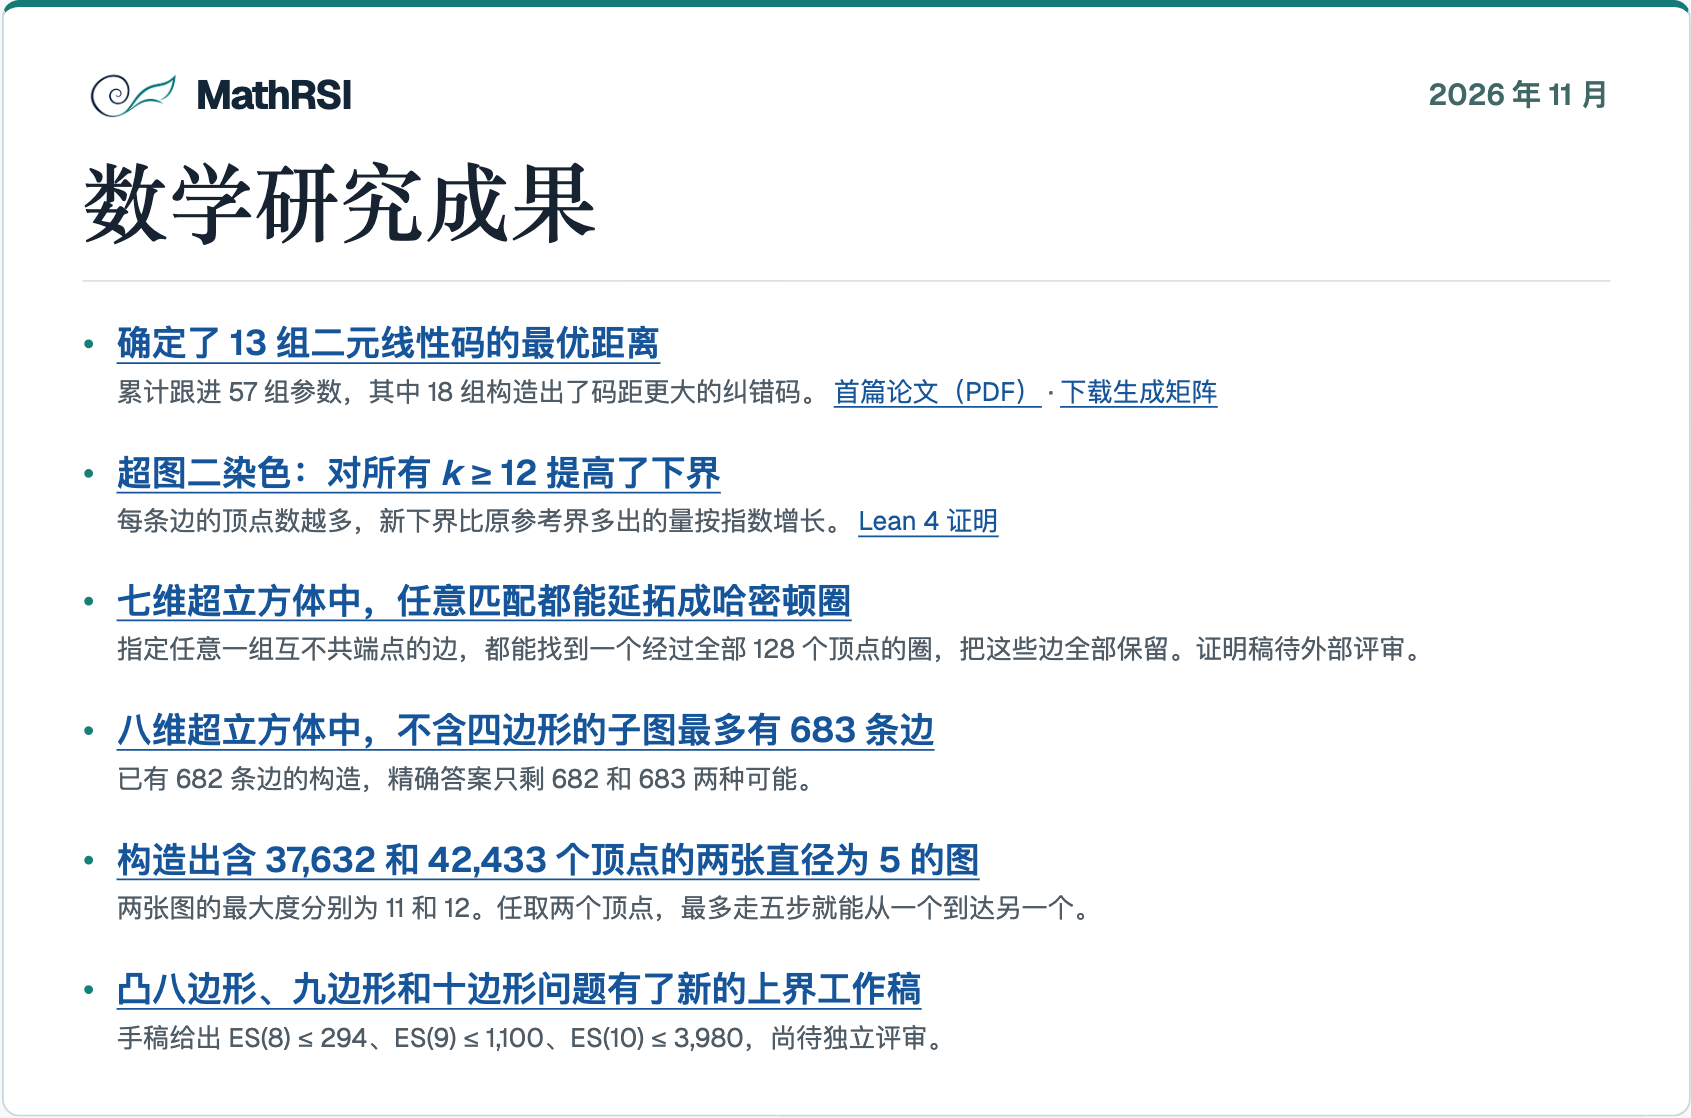 MathRSI
2026 年 11 月
数学研究成果
• 确定了 13 组二元线性码的最优距离
累计跟进 57 组参数，其中 18 组构造出了码距更大的纠错码。 首篇论文（PDF） · 下载生成矩阵
• 超图二染色：对所有 k ≥ 12 提高了下界
每条边的顶点数越多，新下界比原参考界多出的量按指数增长。 Lean 4 证明
• 七维超立方体中，任意匹配都能延拓成哈密顿圈
指定任意一组互不共端点的边，都能找到一个经过全部 128 个顶点的圈，把这些边全部保留。证明稿待外部评审。
• 八维超立方体中，不含四边形的子图最多有 683 条边
已有 682 条边的构造，精确答案只剩 682 和 683 两种可能。
• 构造出含 37,632 和 42,433 个顶点的两张直径为 5 的图
两张图的最大度分别为 11 和 12。任取两个顶点，最多走五步就能从一个到达另一个。
• 凸八边形、九边形和十边形问题有了新的上界工作稿
手稿给出 ES(8) ≤ 294、ES(9) ≤ 1,100、ES(10) ≤ 3,980，尚待独立评审。